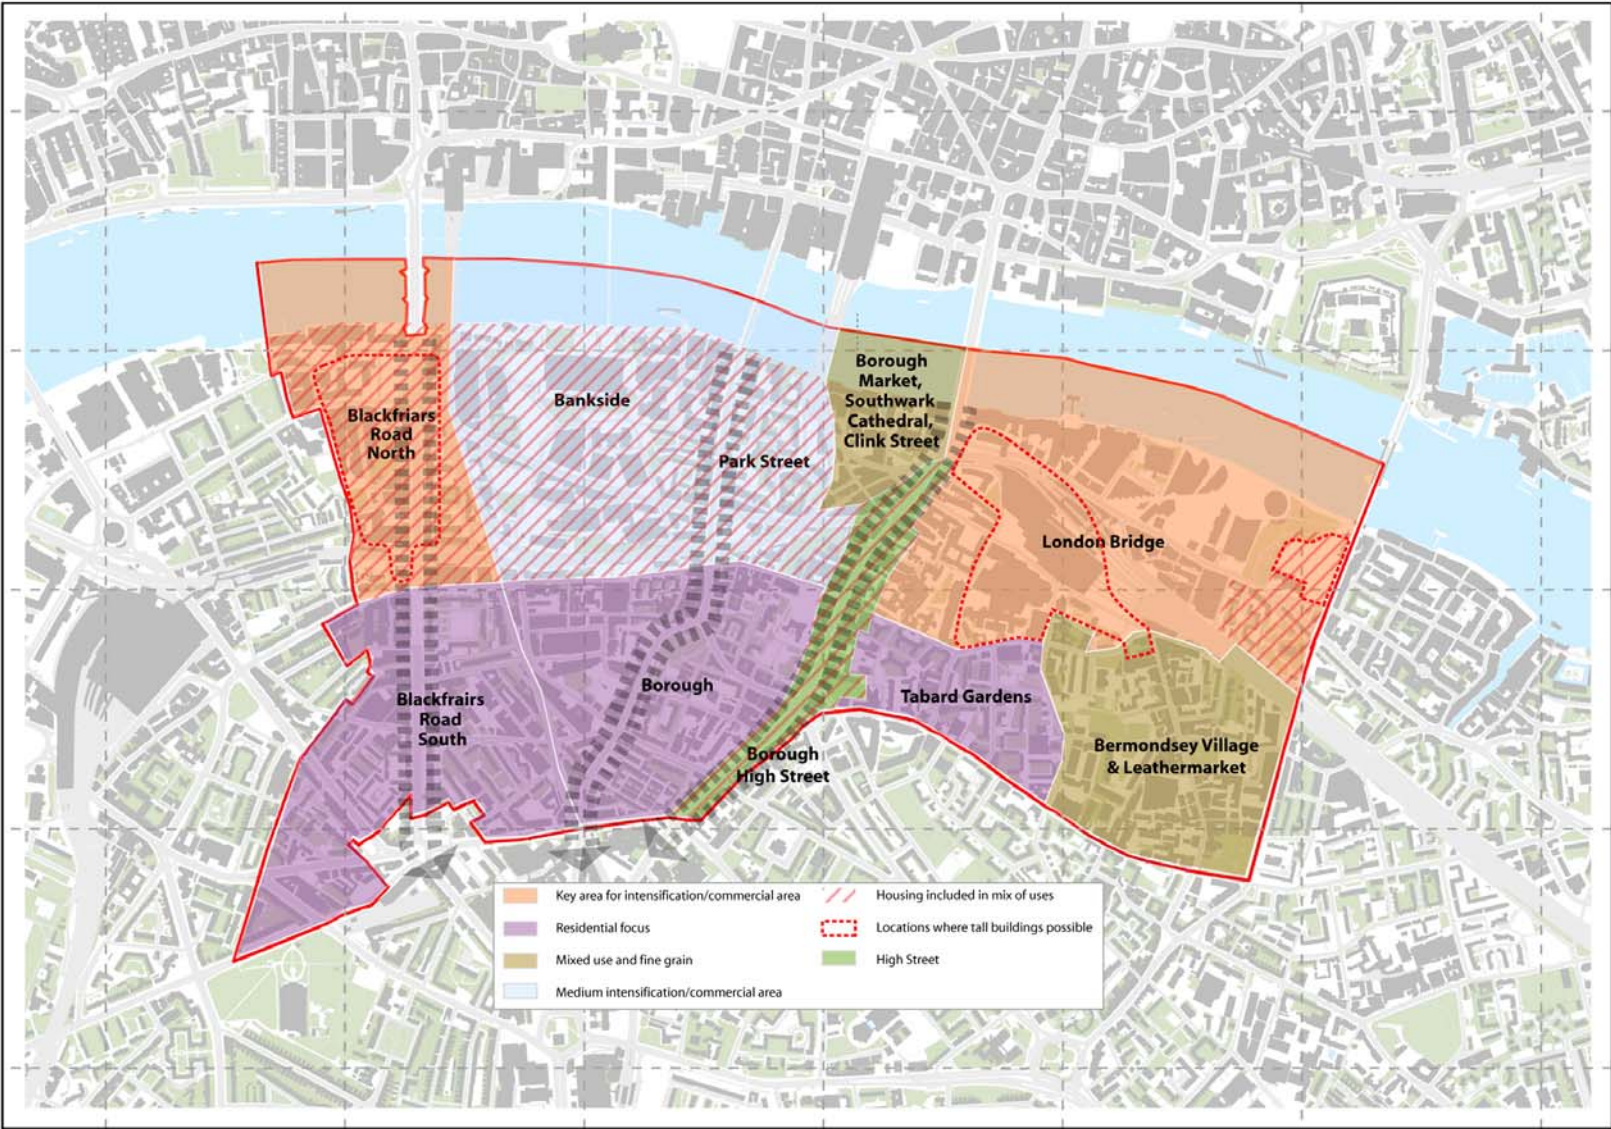 Borough
Market,
Southwark
Cathedral,
Clink Street
Bankside
Blackfriars
Road
North
Park Street
London Bridge
Borough
Tabard Gardens
Blackfrairs
Road
South
Borough
High Street
Bermondsey Village
& Leathermarket
Key area for intensification/commercial area
Residential focus
Mixed use and fine grain
Medium intensification/commercial area
Housing included in mix of uses
Locations where tall buildings possible
High Street